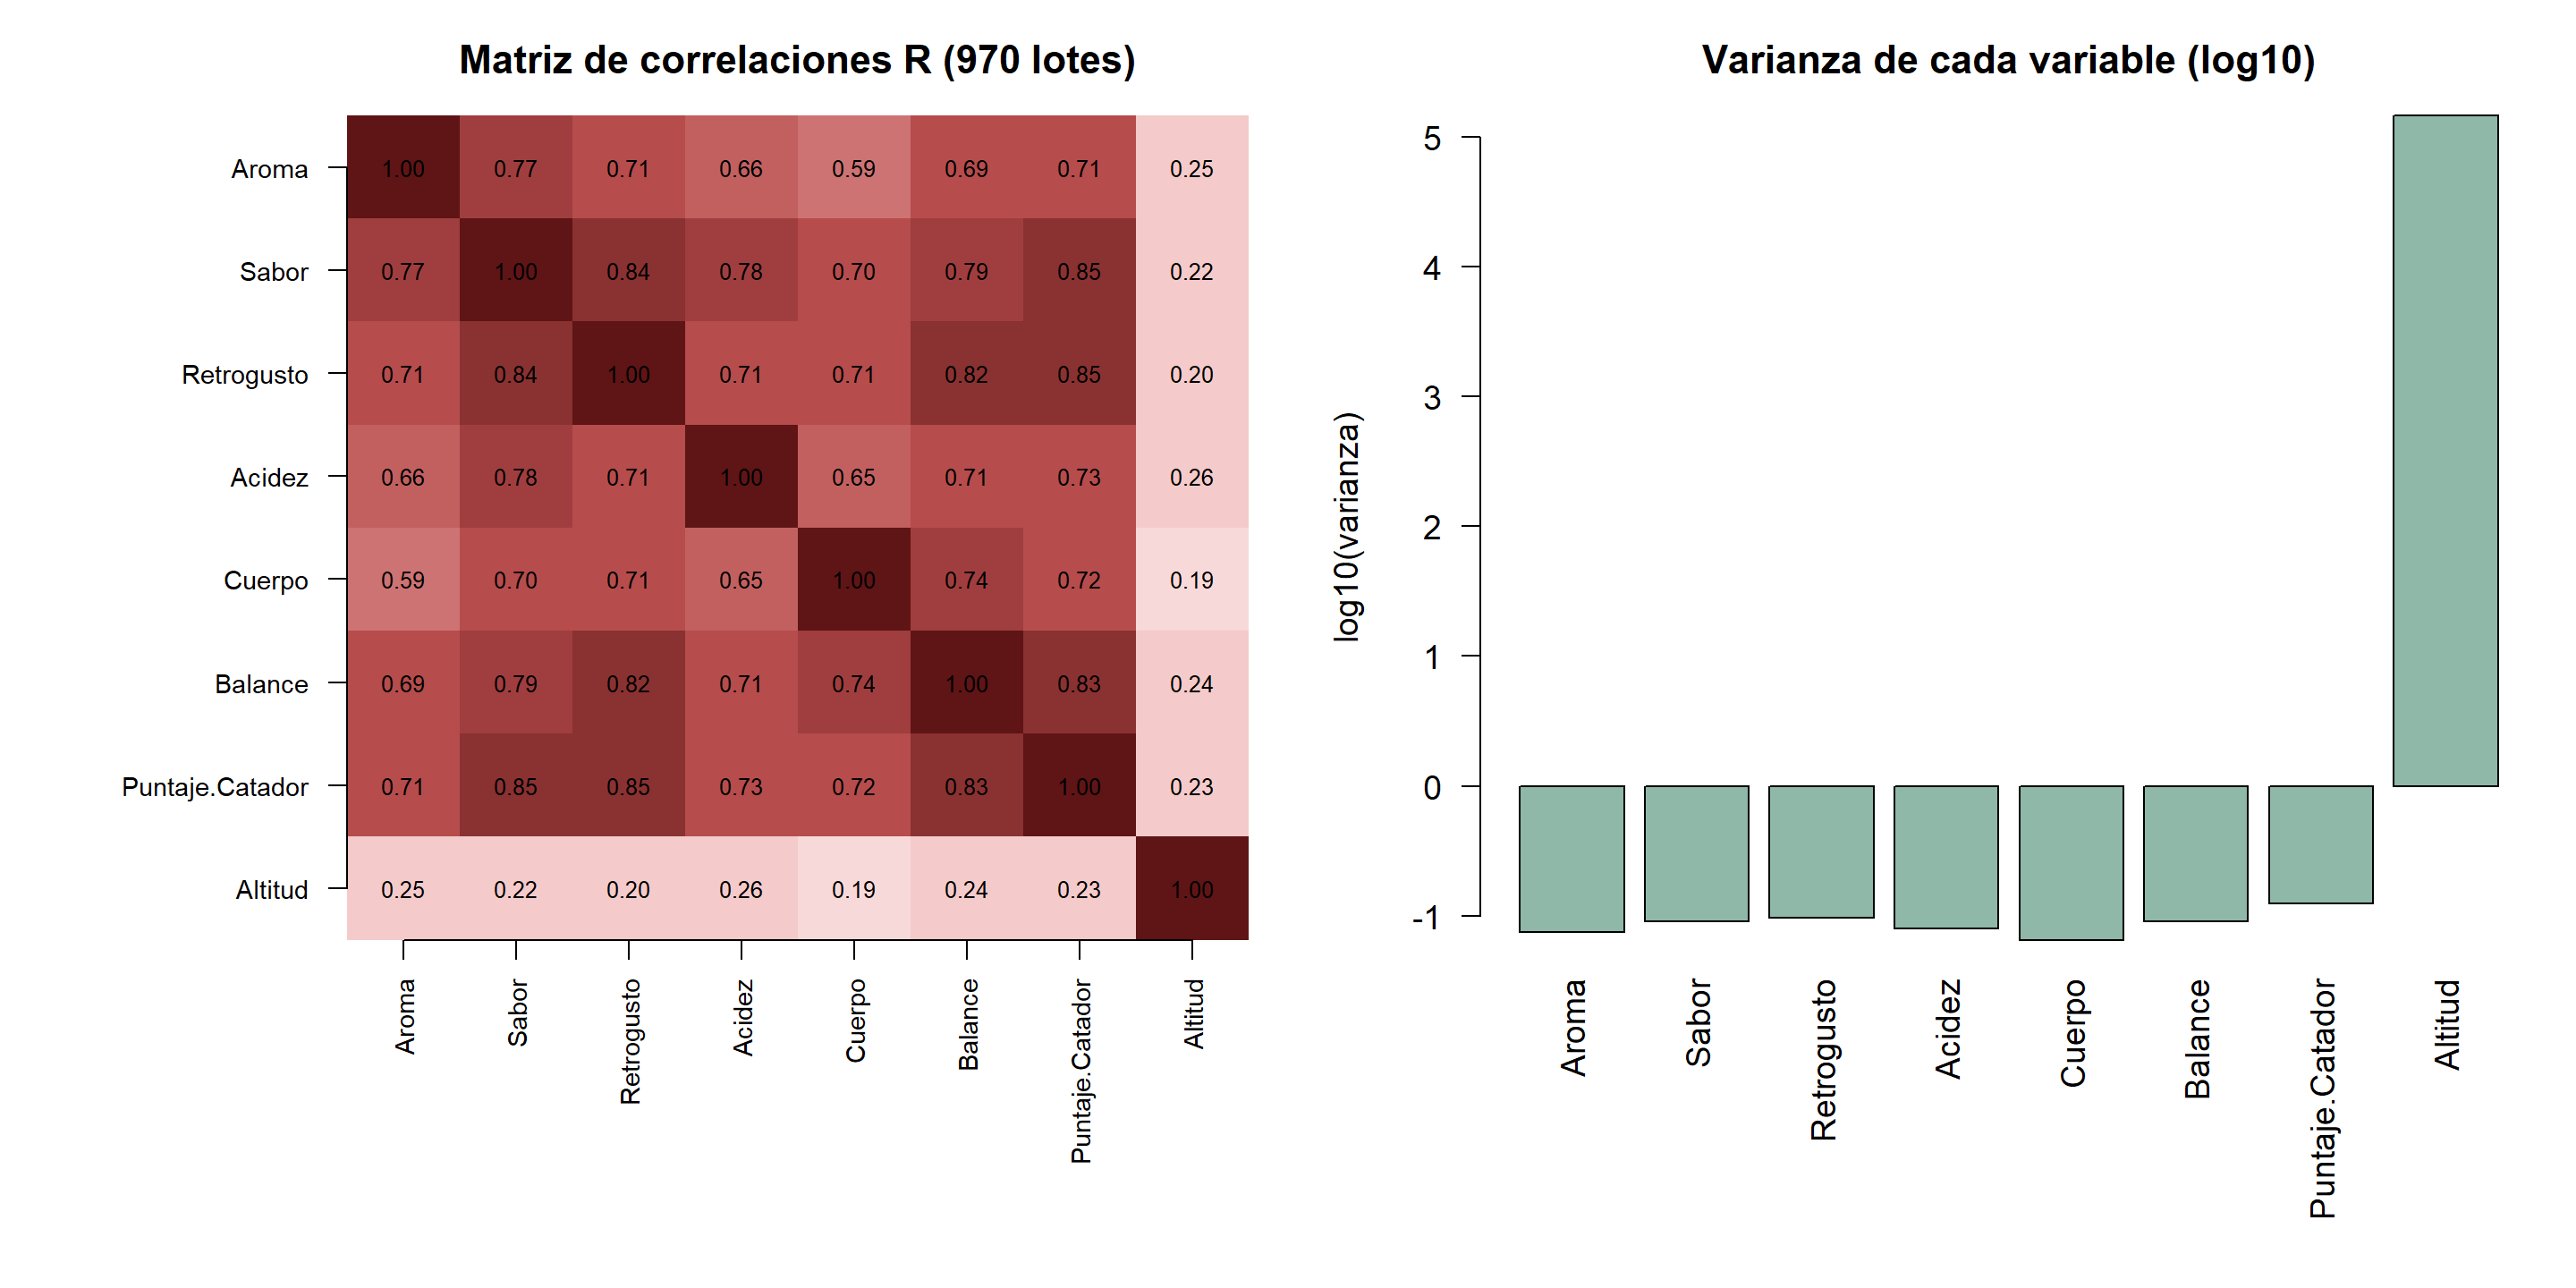 Matriz de correlaciones R (970 lotes)
Aroma 1.00 0.77 0.71 0.66 0.59 0.69 0.71 0.25
Sabor 0.77 1.00 0.84 0.78 0.70 0.79 0.85 0.22
Retrogusto 0.71 0.84 1.00 0.71 0.71 0.82 0.85 0.20
Acidez 0.66 0.78 0.71 1.00 0.65 0.71 0.73 0.26
Cuerpo 0.59 0.70 0.71 0.65 1.00 0.74 0.72 0.19
Balance 0.69 0.79 0.82 0.71 0.74 1.00 0.83 0.24
Puntaje.Catador 0.71 0.85 0.85 0.73 0.72 0.83 1.00 0.23
Altitud 0.25 0.22 0.20 0.26 0.19 0.24 0.23 1.00
Aroma
Sabor
Retrogusto
Acidez
Cuerpo
Balance
Puntaje.Catador
Altitud
Varianza de cada variable (log10)
log10(varianza)
5
4
3
2
1
0
-1
Aroma
Sabor
Retrogusto
Acidez
Cuerpo
Balance
Puntaje.Catador
Altitud